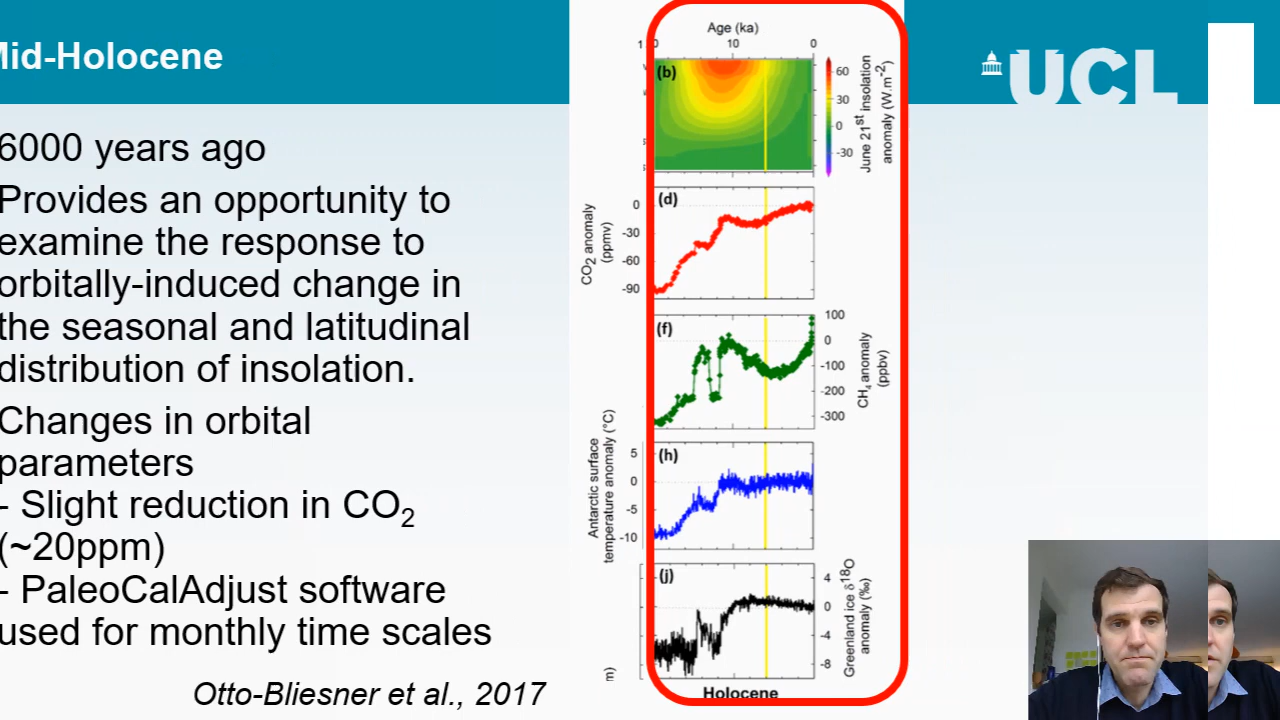 Mid-Holocene
UCL
6000 years ago
Provides an opportunity to
examine the response to
orbitally-induced change in
the seasonal and latitudinal
distribution of insolation.
Changes in orbital
parameters
- Slight reduction in CO2
(~20ppm)
- PaleoCalAdjust software
used for monthly time scales
Otto-Bliesner et al., 2017
Age (ka)
10 0
(b)
60
30
0
-30
June 21st insolation
anomaly (W.m-2)
(d)
0
-30
-60
-90
CO2 anomaly
(ppmv)
(f)
100
0
-100
-200
-300
CH4 anomaly
(ppbv)
(h)
5
0
-5
-10
Antarctic surface
temperature anomaly (°C)
(j)
4
0
-4
-8
Greenland ice δ18O
anomaly (‰)
m)
Holocene